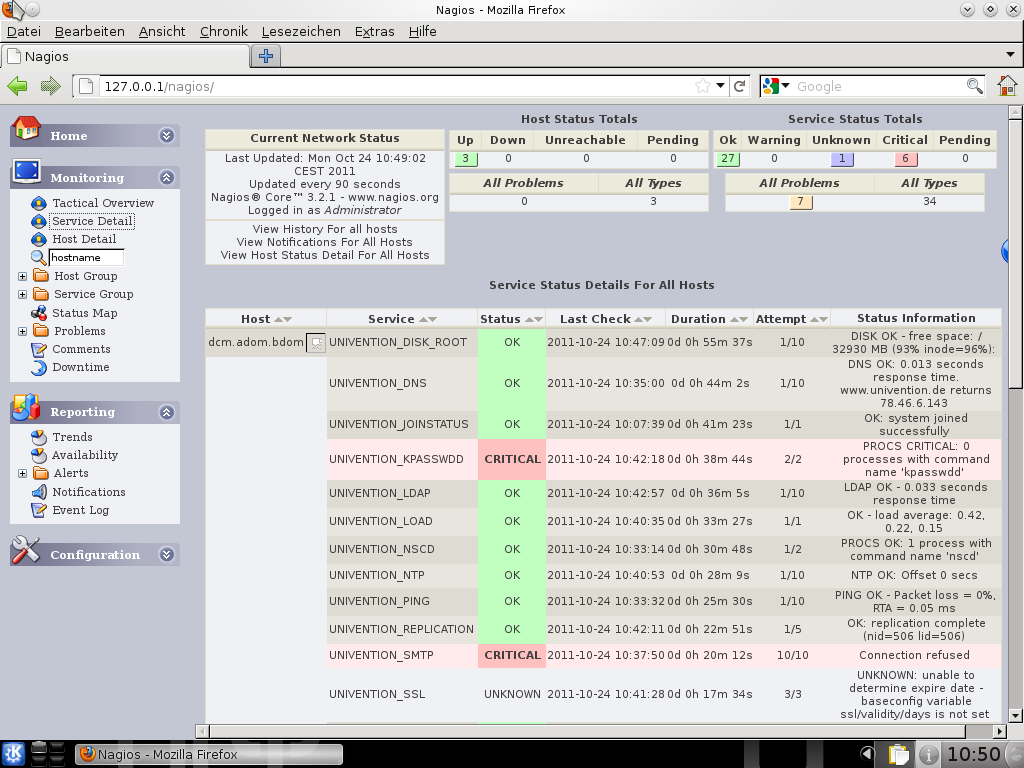 Nagios - Mozilla Firefox
Datei Bearbeiten Ansicht Chronik Lesezeichen Extras Hilfe
Nagios
127.0.0.1/nagios/
Google
Home
Monitoring
Tactical Overview
Service Detail
Host Detail
hostname
Host Group
Service Group
Status Map
Problems
Comments
Downtime
Reporting
Trends
Availability
Alerts
Notifications
Event Log
Configuration
Current Network Status
Last Updated: Mon Oct 24 10:49:02
CEST 2011
Updated every 90 seconds
Nagios® Core™ 3.2.1 - www.nagios.org
Logged in as Administrator
View History For all hosts
View Notifications For All Hosts
View Host Status Detail For All Hosts
Host Status Totals
Up Down Unreachable Pending
3 0 0 0
All Problems All Types
0 3
Service Status Totals
Ok Warning Unknown Critical Pending
27 0 1 6 0
All Problems All Types
7 34
Service Status Details For All Hosts
Host Service Status Last Check Duration Attempt Status Information
dcm.adom.bdom UNIVENTION_DISK_ROOT OK 2011-10-24 10:47:09 0d 0h 55m 37s 1/10 DISK OK - free space: /
32930 MB (93% inode=96%):
UNIVENTION_DNS OK 2011-10-24 10:35:00 0d 0h 44m 2s 1/10 DNS OK: 0.013 seconds
response time.
www.univention.de returns
78.46.6.143
UNIVENTION_JOINSTATUS OK 2011-10-24 10:07:39 0d 0h 41m 23s 1/1 OK: system joined
successfully
UNIVENTION_KPASSWDD CRITICAL 2011-10-24 10:42:18 0d 0h 38m 44s 2/2 PROCS CRITICAL: 0
processes with command
name 'kpasswdd'
UNIVENTION_LDAP OK 2011-10-24 10:42:57 0d 0h 36m 5s 1/10 LDAP OK - 0.033 seconds
response time
UNIVENTION_LOAD OK 2011-10-24 10:40:35 0d 0h 33m 27s 1/1 OK - load average: 0.42,
0.22, 0.15
UNIVENTION_NSCD OK 2011-10-24 10:33:14 0d 0h 30m 48s 1/2 PROCS OK: 1 process with
command name 'nscd'
UNIVENTION_NTP OK 2011-10-24 10:40:53 0d 0h 28m 9s 1/10 NTP OK: Offset 0 secs
UNIVENTION_PING OK 2011-10-24 10:33:32 0d 0h 25m 30s 1/10 PING OK - Packet loss = 0%,
RTA = 0.05 ms
UNIVENTION_REPLICATION OK 2011-10-24 10:42:11 0d 0h 22m 51s 1/5 OK: replication complete
(nid=506 lid=506)
UNIVENTION_SMTP CRITICAL 2011-10-24 10:37:50 0d 0h 20m 12s 10/10 Connection refused
UNIVENTION_SSL UNKNOWN 2011-10-24 10:41:28 0d 0h 17m 34s 3/3 UNKNOWN: unable to
determine expire date -
baseconfig variable
ssl/validity/days is not set
Nagios - Mozilla Firefox
10:50